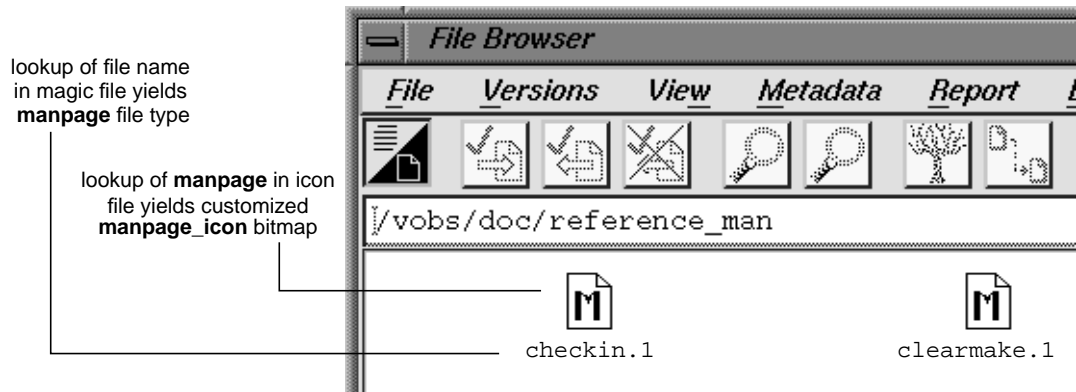 lookup of file name
in magic file yields
manpage file type
lookup of manpage in icon
file yields customized
manpage_icon bitmap
File Browser
File Versions View Metadata Report
/vobs/doc/reference_man
M M
checkin.1 clearmake.1